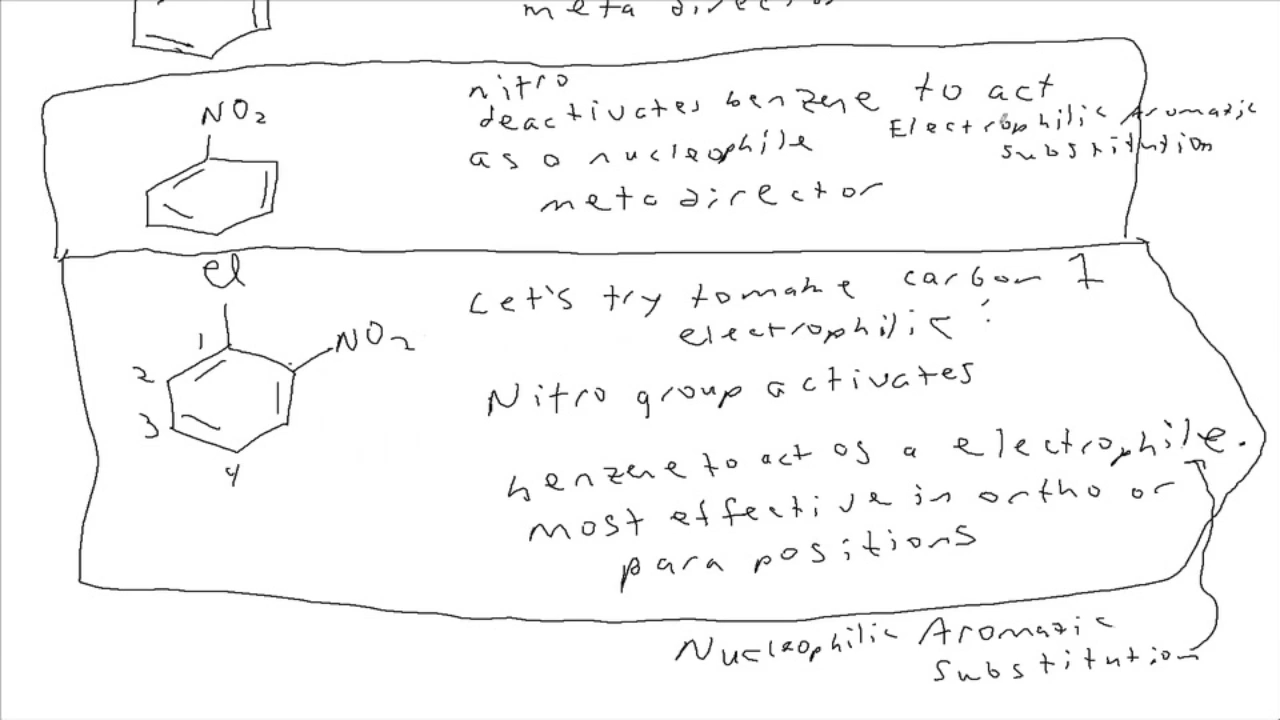 meta director
NO2
nitro
deactivates benzene to act
as a nucleophile
Electrophilic Aromatic
Substitution
meta director
Cl
1
NO2
2
3
4
Let's try to make carbon 1
electrophilic:
Nitro group activates
benzene to act as a electrophile.
most effective in ortho or
para positions
Nucleophilic Aromatic
Substitution